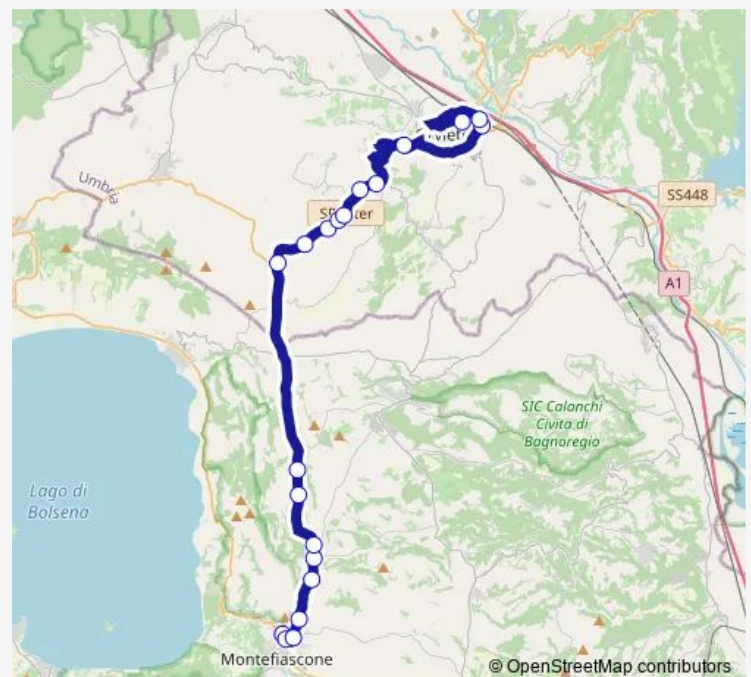 Umbria
SS448
A1
SIC Calanchi
Civita di
Bagnoregio
Lago di
Bolsena
Montefiascone
© OpenStreetMap contributors